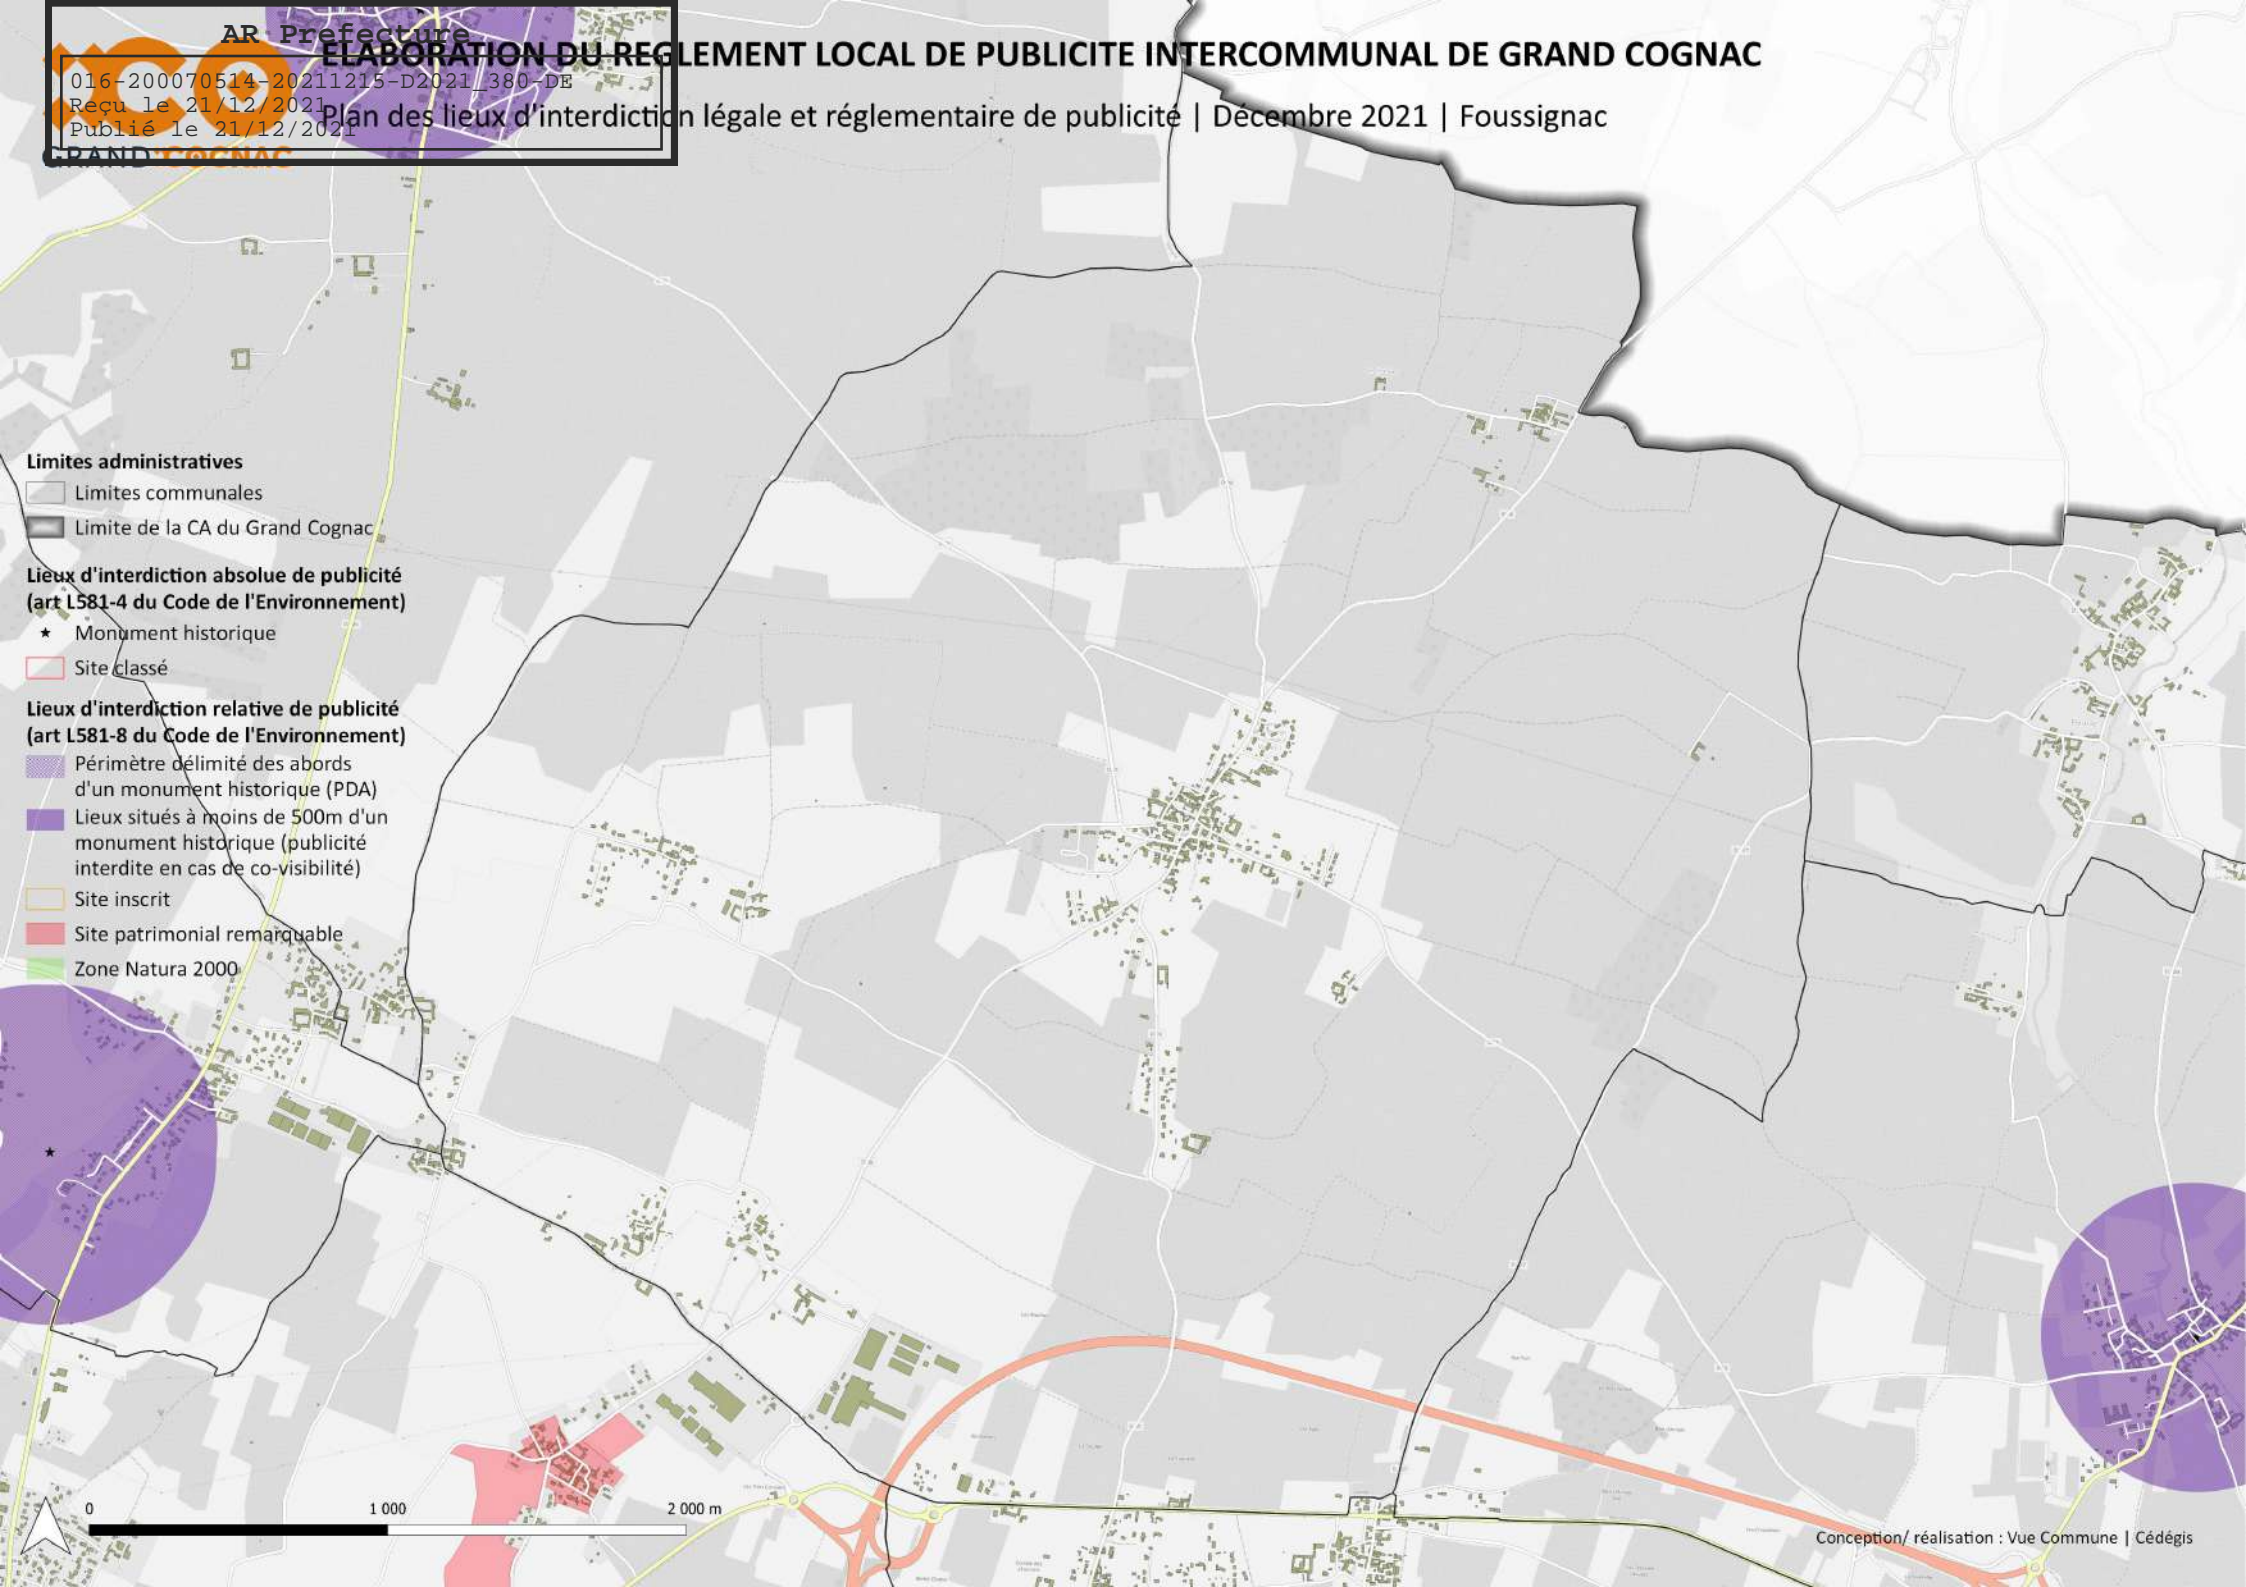 AR Prefecture
016-200070514-20211215-D2021_380-DE
Reçu le 21/12/2021
Publié le 21/12/2021
GRAND COGNAC
ELABORATION DU REGLEMENT LOCAL DE PUBLICITE INTERCOMMUNAL DE GRAND COGNAC
Plan des lieux d'interdiction légale et réglementaire de publicité | Décembre 2021 | Foussignac
Limites administratives
Limites communales
Limite de la CA du Grand Cognac
Lieux d'interdiction absolue de publicité
(art L581-4 du Code de l'Environnement)
Monument historique
Site classé
Lieux d'interdiction relative de publicité
(art L581-8 du Code de l'Environnement)
Périmètre délimité des abords
d'un monument historique (PDA)
Lieux situés à moins de 500m d'un
monument historique (publicité
interdite en cas de co-visibilité)
Site inscrit
Site patrimonial remarquable
Zone Natura 2000
0 1 000 2 000 m
Conception/ réalisation : Vue Commune | Cédégis